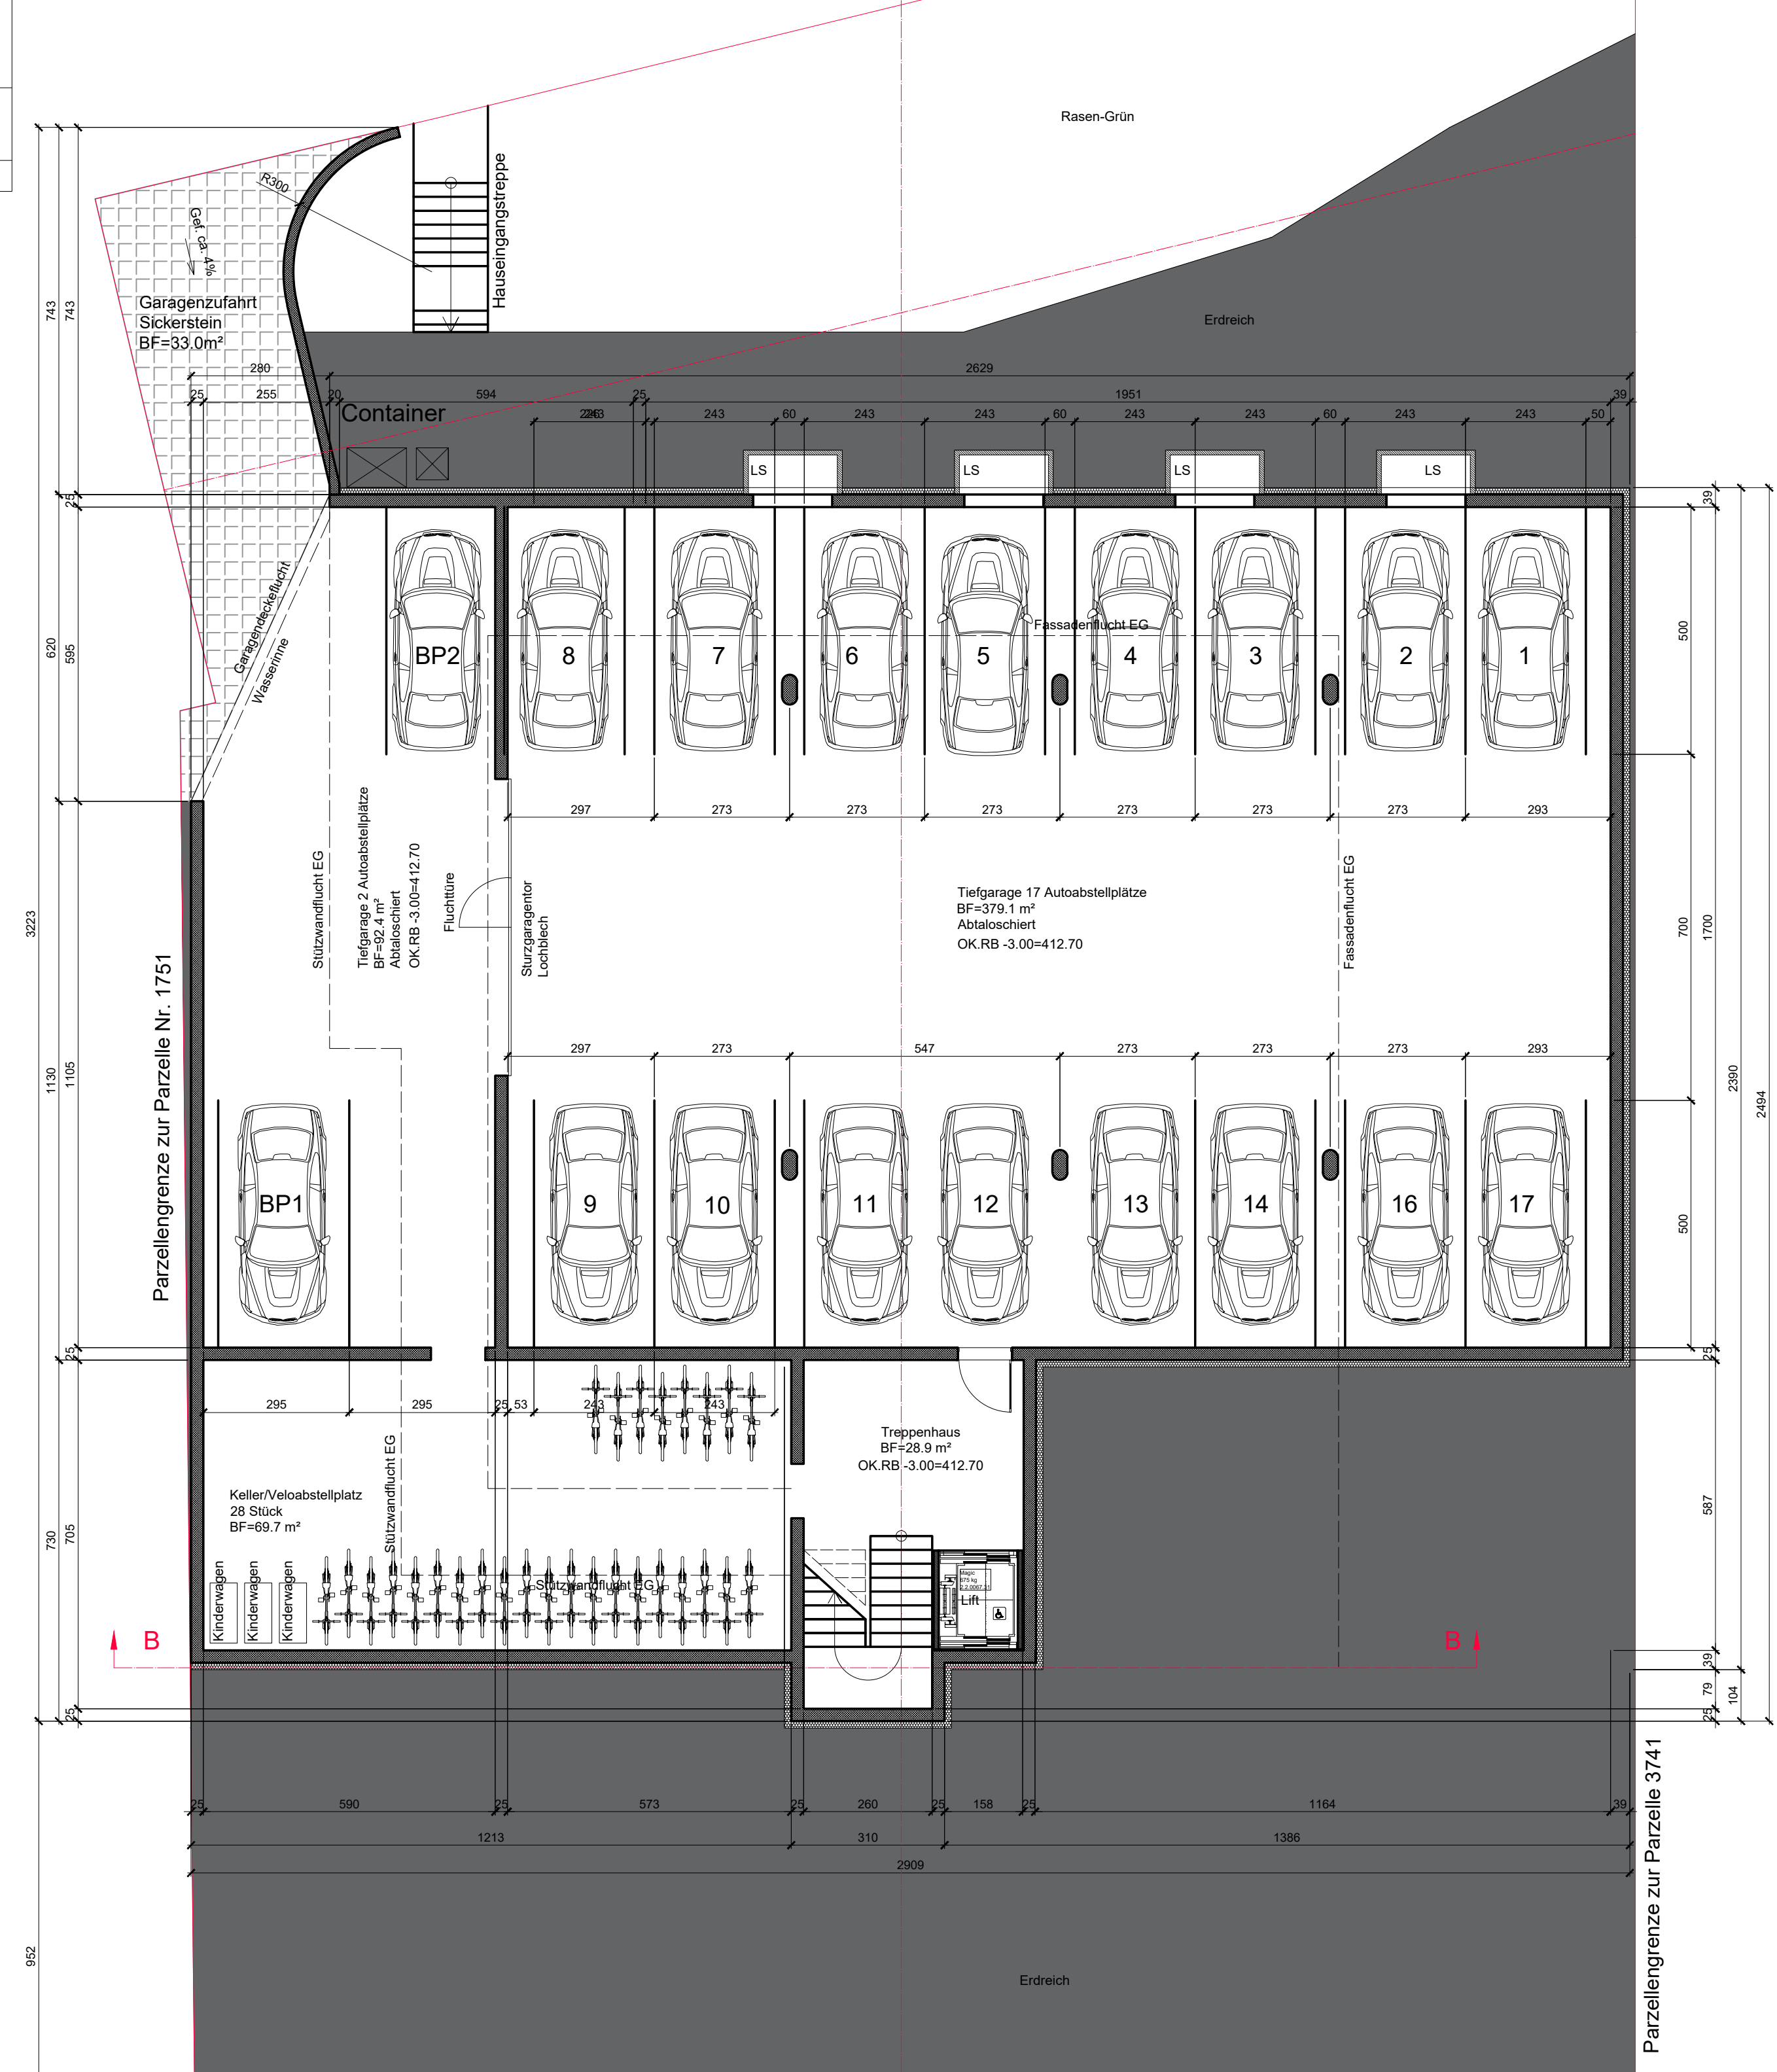 Rasen-Grün
Hauseingangstreppe
R300
Gef. ca. 4%
Garagenzufahrt
Sickerstein
BF=33.0m²
Erdreich
743
743
280
2629
25
255
20
594
25
1951
39
Container
243
60
243
243
60
243
243
60
243
243
50
LS
LS
LS
LS
25
39
Garagendeckeflucht
Wasserinne
620
595
BP2
8
7
6
5
4
3
2
1
Fassadenflucht EG
500
297
273
273
273
273
273
273
293
Stützwandflucht EG
Tiefgarage 2 Autoabstellplätze
BF=92.4 m²
Abtaloschiert
OK.RB -3.00=412.70
Fluchttüre
Sturzgaragentor
Lochblech
Tiefgarage 17 Autoabstellplätze
BF=379.1 m²
Abtaloschiert
OK.RB -3.00=412.70
Fassadenflucht EG
700
1700
3223
Parzellengrenze zur Parzelle Nr. 1751
1130
1105
297
273
547
273
273
273
293
2390
2494
BP1
9
10
11
12
13
14
16
17
500
25
25
295
295
25
53
243
243
Treppenhaus
BF=28.9 m²
OK.RB -3.00=412.70
Stützwandflucht EG
Keller/Veloabstellplatz
28 Stück
BF=69.7 m²
587
730
705
Kinderwagen
Kinderwagen
Kinderwagen
Stützwandflucht EG
Magic
675 kg
Lift
B
B
39
79
104
25
25
25
590
25
573
25
260
25
158
25
1164
39
1213
310
1386
2909
Parzellengrenze zur Parzelle 3741
952
Erdreich